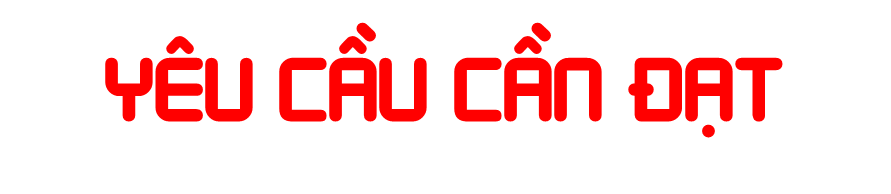 YÊU CẦU CẦN ĐẠT